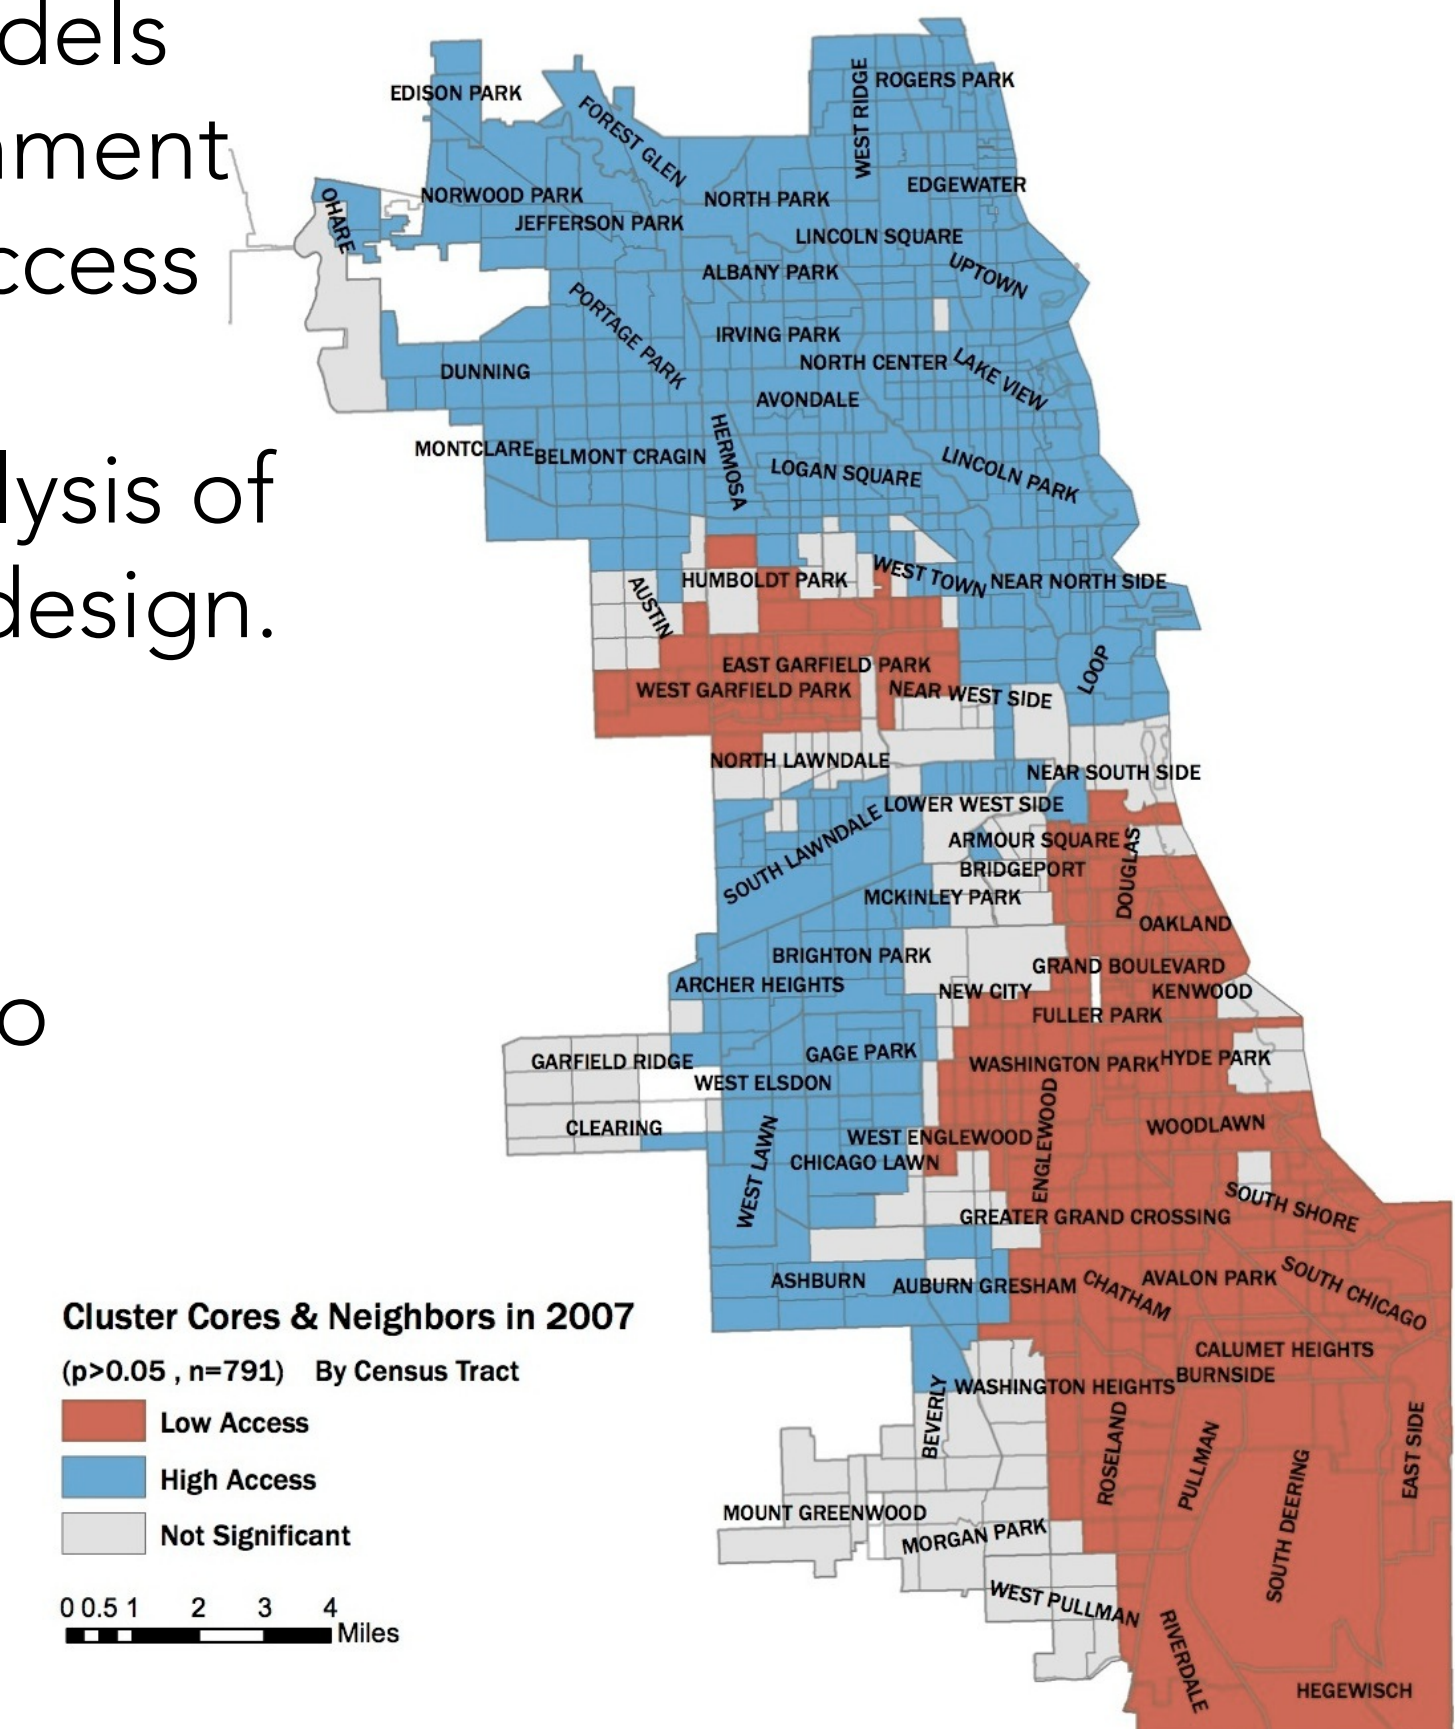 dels
nment
ccess
lysis of
design.
o
EDISON PARK
FOREST GLEN
WEST RIDGE
ROGERS PARK
OHARE
NORWOOD PARK
JEFFERSON PARK
NORTH PARK
EDGEWATER
LINCOLN SQUARE
ALBANY PARK
UPTOWN
PORTAGE PARK
IRVING PARK
NORTH CENTER
LAKE VIEW
DUNNING
AVONDALE
HERMOSA
MONTCLARE
BELMONT CRAGIN
LOGAN SQUARE
LINCOLN PARK
AUSTIN
HUMBOLDT PARK
WEST TOWN
NEAR NORTH SIDE
EAST GARFIELD PARK
WEST GARFIELD PARK
NEAR WEST SIDE
LOOP
NORTH LAWNDALE
NEAR SOUTH SIDE
LOWER WEST SIDE
SOUTH LAWNDALE
ARMOUR SQUARE
DOUGLAS
BRIDGEPORT
MCKINLEY PARK
OAKLAND
BRIGHTON PARK
GRAND BOULEVARD
ARCHER HEIGHTS
NEW CITY
KENWOOD
FULLER PARK
GARFIELD RIDGE
GAGE PARK
WASHINGTON PARK
HYDE PARK
WEST ELSDON
CLEARING
WEST LAWN
WEST ENGLEWOOD
ENGLEWOOD
WOODLAWN
CHICAGO LAWN
SOUTH SHORE
GREATER GRAND CROSSING
ASHBURN
AUBURN GRESHAM
CHATHAM
AVALON PARK
SOUTH CHICAGO
CALUMET HEIGHTS
BURNSIDE
WASHINGTON HEIGHTS
BEVERLY
ROSELAND
PULLMAN
EAST SIDE
SOUTH DEERING
MOUNT GREENWOOD
MORGAN PARK
WEST PULLMAN
RIVERDALE
HEGEWISCH
Cluster Cores & Neighbors in 2007
(p>0.05 , n=791) By Census Tract
Low Access
High Access
Not Significant
0 0.5 1 2 3 4
Miles